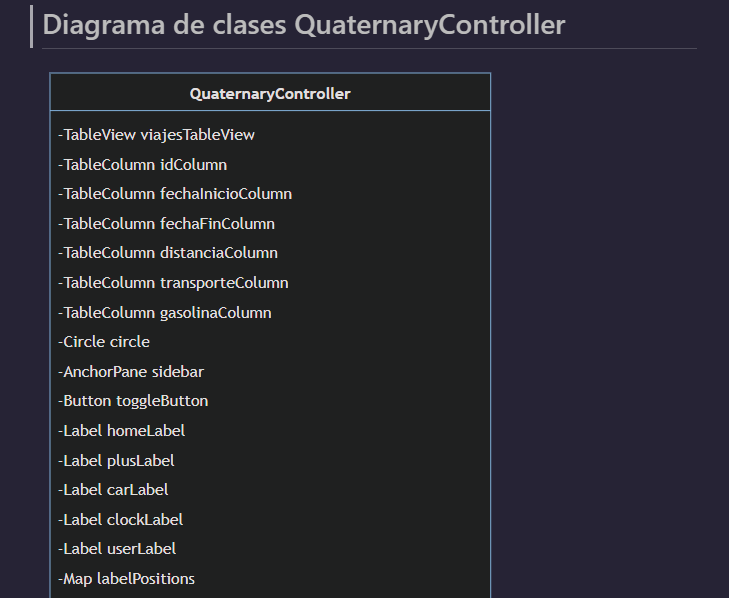 Diagrama de clases QuaternaryController
QuaternaryController
-TableView viajesTableView
-TableColumn idColumn
-TableColumn fechaInicioColumn
-TableColumn fechaFinColumn
-TableColumn distanciaColumn
-TableColumn transporteColumn
-TableColumn gasolinaColumn
-Circle circle
-AnchorPane sidebar
-Button toggleButton
-Label homeLabel
-Label plusLabel
-Label carLabel
-Label clockLabel
-Label userLabel
-Map labelPositions